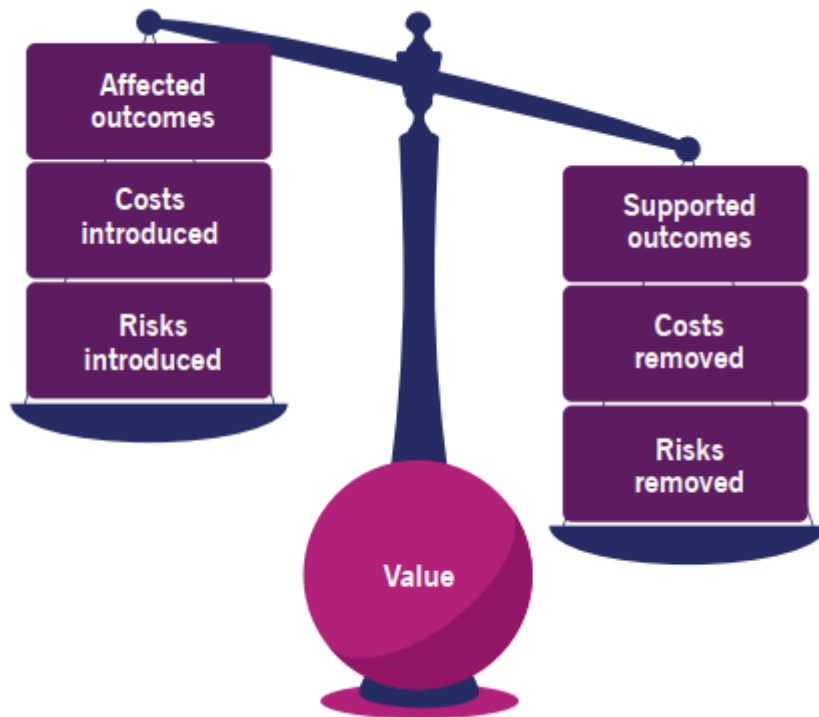 Affected
outcomes
Costs
introduced
Risks
introduced
Supported
outcomes
Costs
removed
Risks
removed
Value